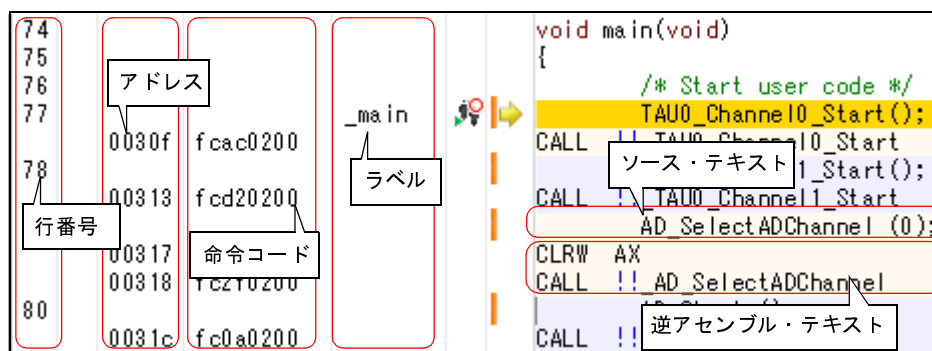 74 void main(void)
75 {
76 /* Start user code */
アドレス
77 _main TAU0_Channel0_Start();
0030f fcac0200 CALL !!_TAU0_Channel0_Start
78 1_Start();
ラベル
ソース・テキスト
00313 fcd20200 CALL !!_TAU0_Channel1_Start
行番号
AD_SelectADChannel (0);
命令コード
00317 CLRW AX
00318 CALL !!_AD_SelectADChannel
80
逆アセンブル・テキスト
0031c fc0a0200 CALL !!